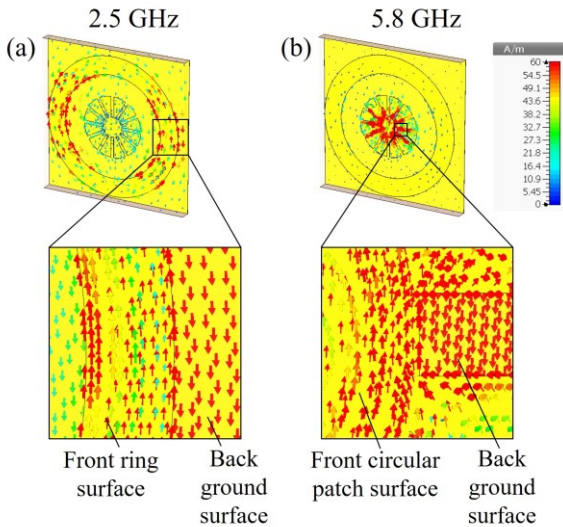 2.5 GHz
5.8 GHz
(a)
(b)
A/m
60
54.5
49.1
43.6
38.2
32.7
27.3
21.8
16.4
10.9
5.45
0
Front ring
surface
Back
ground
surface
Front circular
patch surface
Back
ground
surface